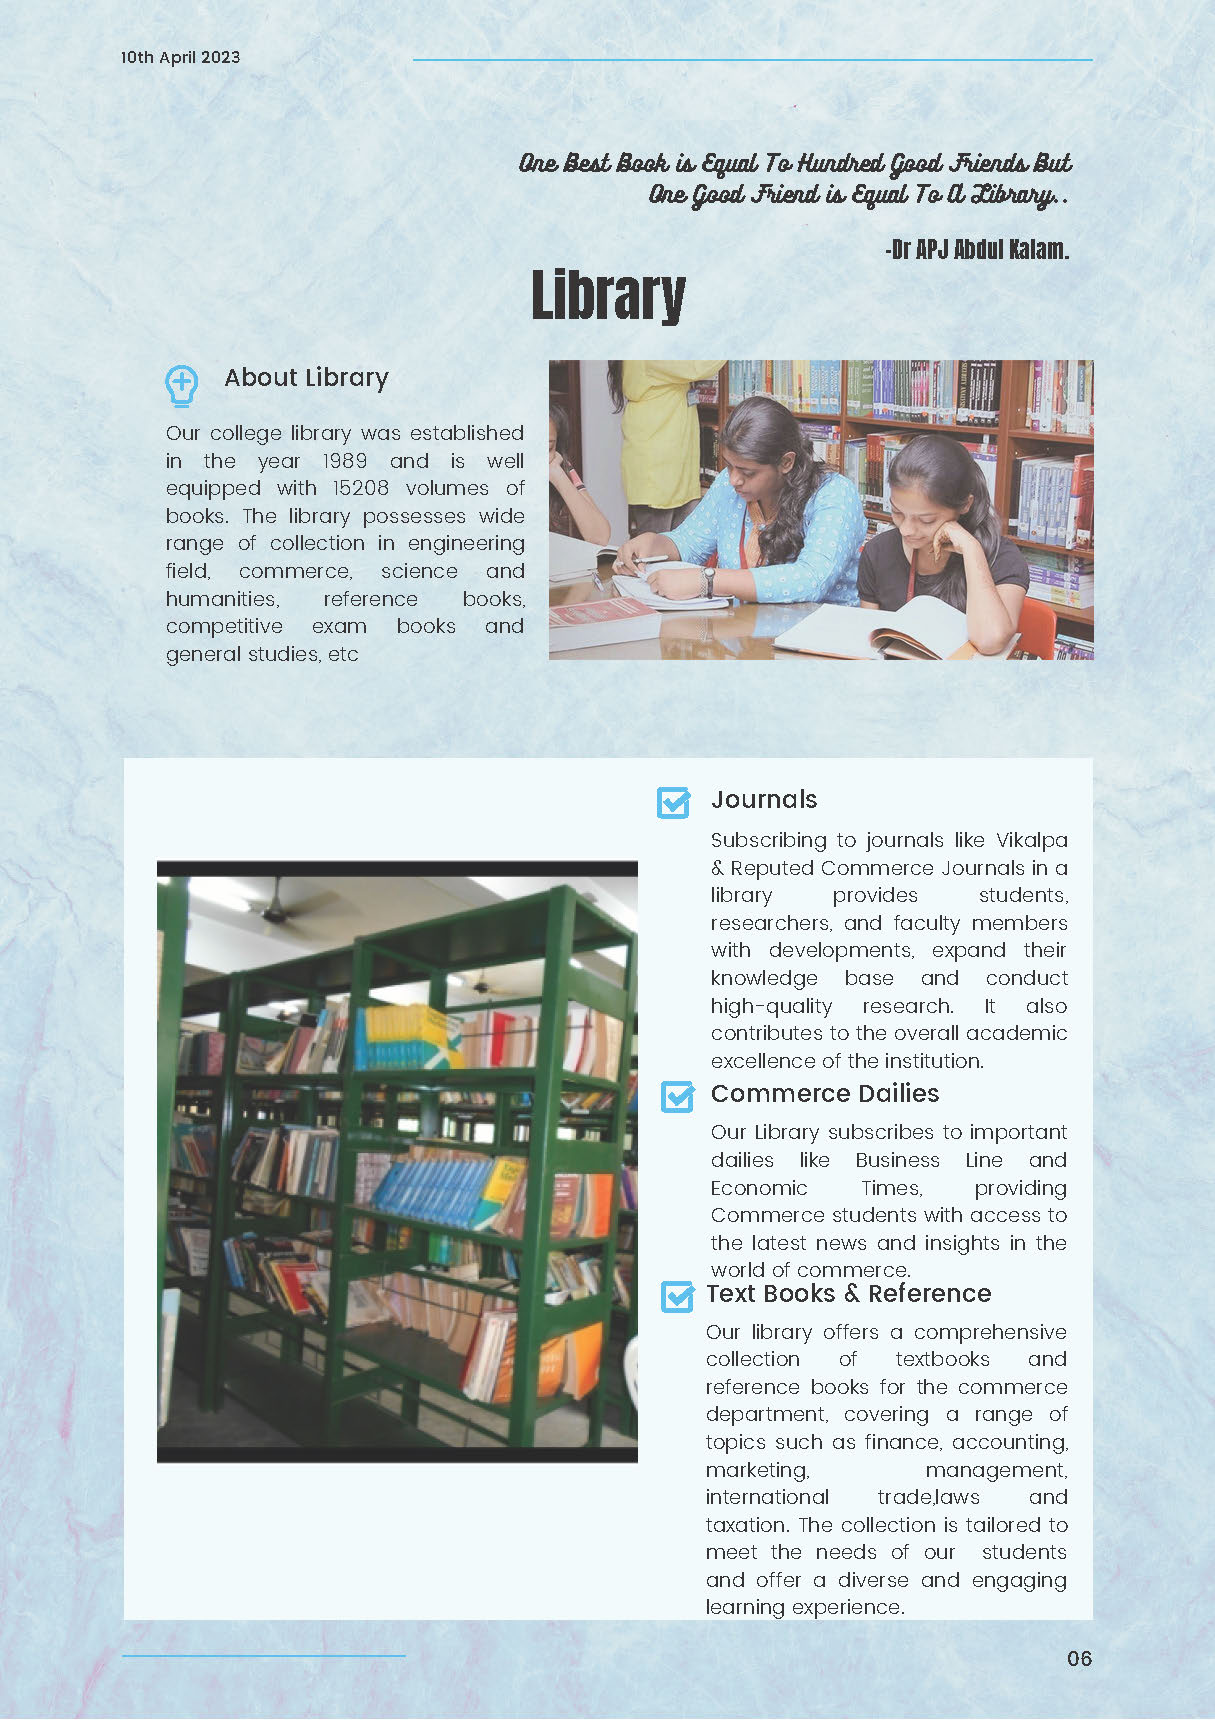 10th April 2023
One Best Book is Equal To Hundred Good Friends But
One Good Friend is Equal To A Library..
-Dr APJ Abdul Kalam.
Library
About Library
Our college library was established
in the year 1989 and is well
equipped with 15208 volumes of
books. The library possesses wide
range of collection in engineering
field, commerce, science and
humanities, reference books,
competitive exam books and
general studies, etc
Journals
Subscribing to journals like Vikalpa
& Reputed Commerce Journals in a
library provides students,
researchers, and faculty members
with developments, expand their
knowledge base and conduct
high-quality research. It also
contributes to the overall academic
excellence of the institution.
Commerce Dailies
Our Library subscribes to important
dailies like Business Line and
Economic Times, providing
Commerce students with access to
the latest news and insights in the
world of commerce.
Text Books & Reference
Our library offers a comprehensive
collection of textbooks and
reference books for the commerce
department, covering a range of
topics such as finance, accounting,
marketing, management,
international trade,laws and
taxation. The collection is tailored to
meet the needs of our students
and offer a diverse and engaging
learning experience.
06